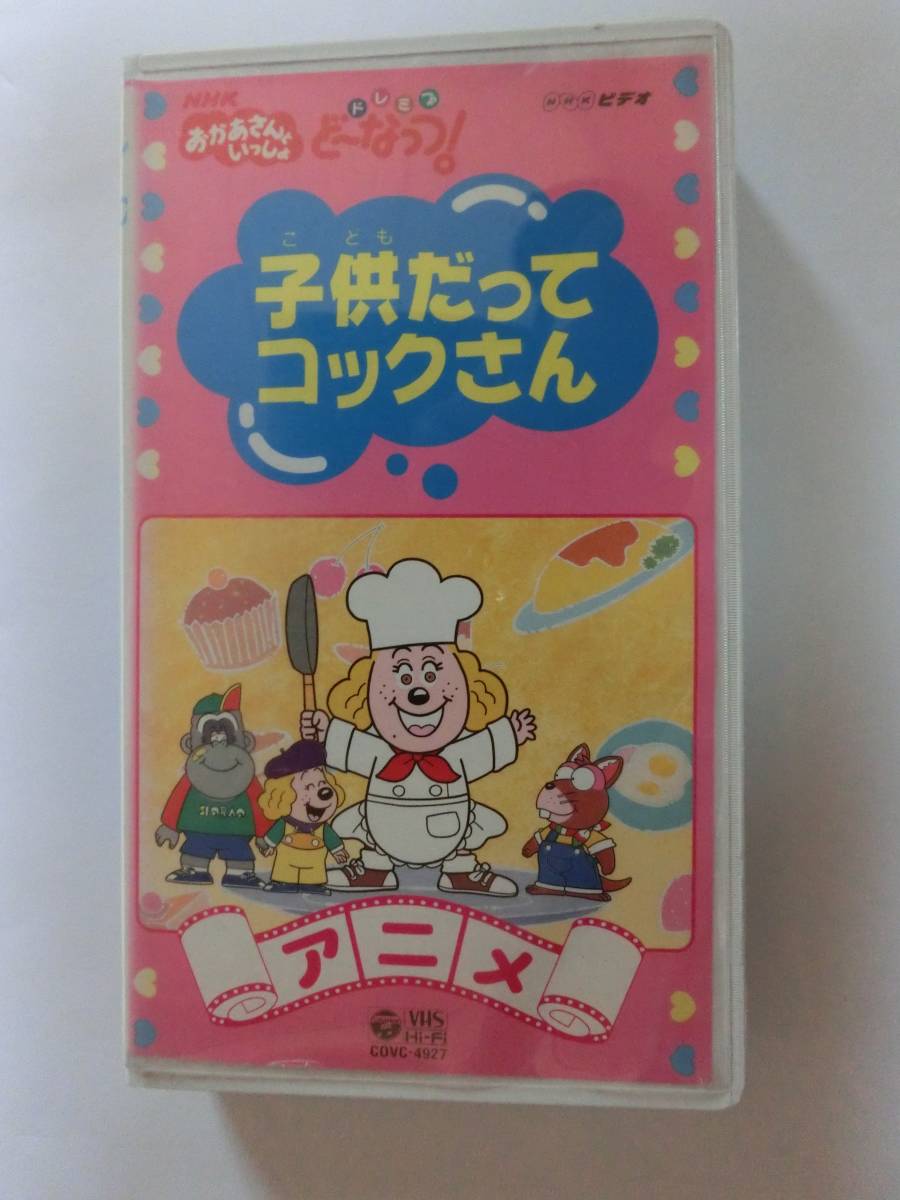 NHK
おかあさんと
いっしょ
ドレミノ
どーなっつ!
NHKビデオ
こども
子供だって
コックさん
アニメ
VHS
Hi-Fi
COVC-4927